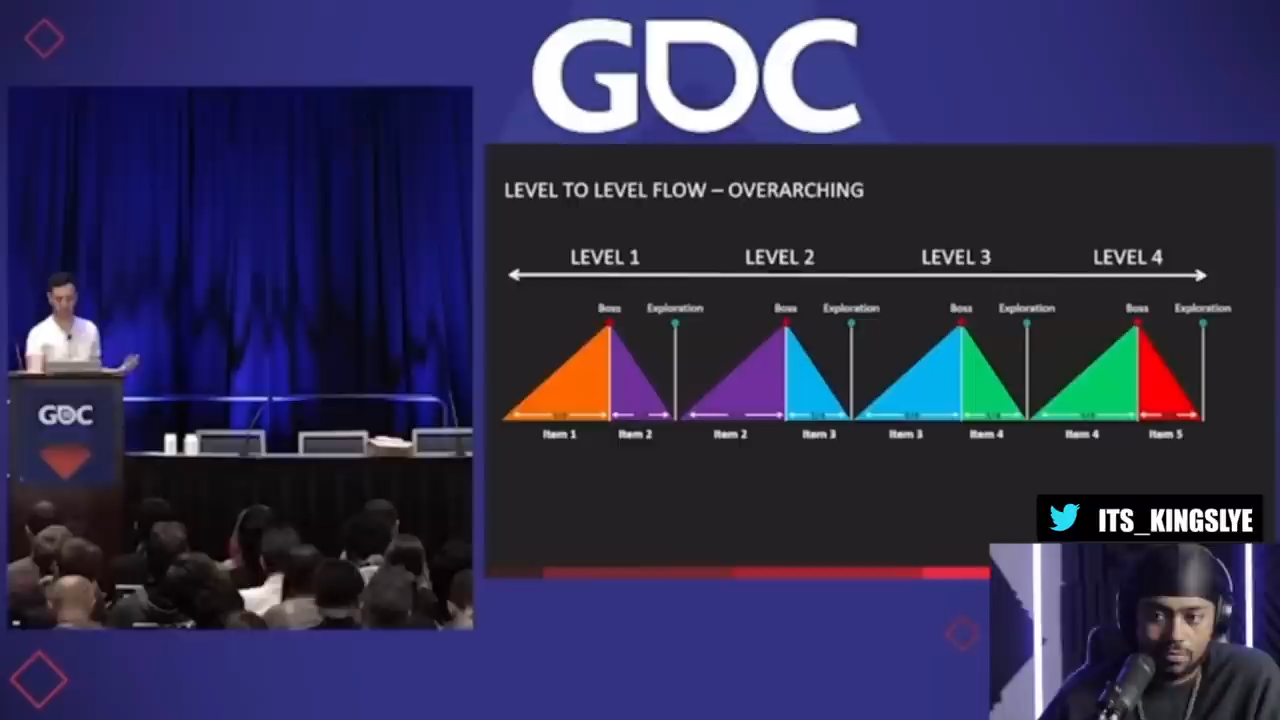 GDC
LEVEL TO LEVEL FLOW – OVERARCHING
LEVEL 1 LEVEL 2 LEVEL 3 LEVEL 4
Boss Exploration Boss Exploration Boss Exploration Boss Exploration
Item 1 Item 2 Item 2 Item 3 Item 3 Item 4 Item 4 Item 5
GDC
ITS_KINGSLYE